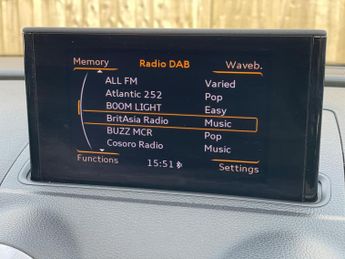 Memory Radio DAB Waveb.
ALL FM Varied
Atlantic 252 Pop
BOOM LIGHT Easy
BritAsia Radio Music
BUZZ MCR Pop
Cosoro Radio Music
Functions 15:51 Settings